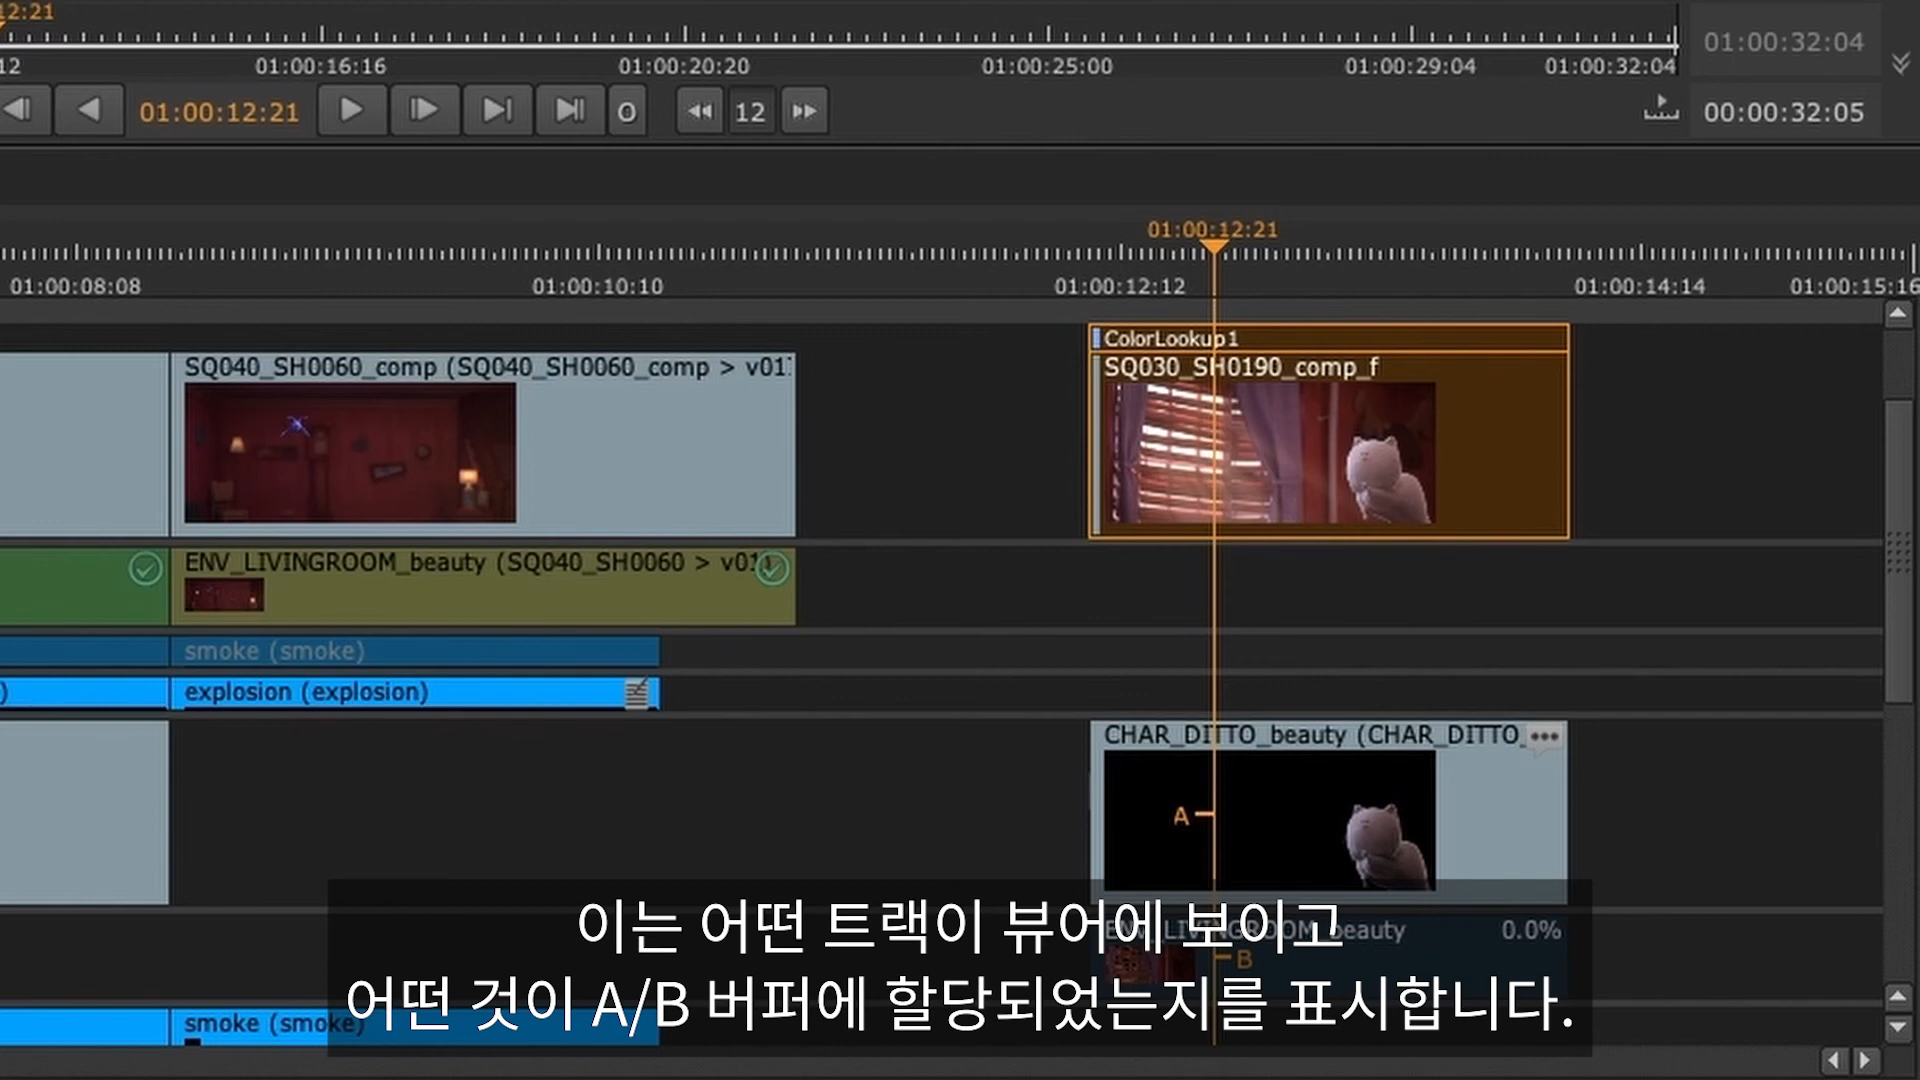 12:21
12
01:00:16:16
01:00:20:20
01:00:25:00
01:00:29:04
01:00:32:04
01:00:32:04
01:00:12:21
O
12
00:00:32:05
01:00:12:21
01:00:08:08
01:00:10:10
01:00:12:12
01:00:14:14
01:00:15:16
ColorLookup1
SQ040_SH0060_comp (SQ040_SH0060_comp > v01
SQ030_SH0190_comp_f
ENV_LIVINGROOM_beauty (SQ040_SH0060 > v01
smoke (smoke)
)
explosion (explosion)
CHAR_DITTO_beauty (CHAR_DITTO_
A
ENV_LIVINGROOM_beauty 0.0%
B
이는 어떤 트랙이 뷰어에 보이고
어떤 것이 A/B 버퍼에 할당되었는지를 표시합니다.
smoke (smoke)